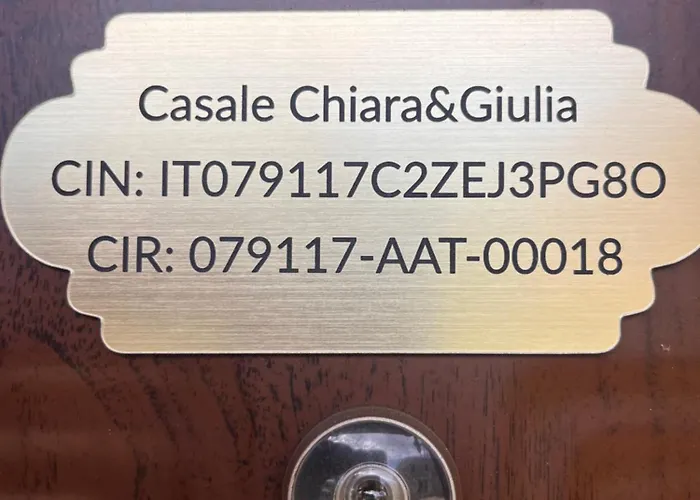 Casale Chiara&Giulia
CIN: IT079117C2ZEJ3PG8O
CIR: 079117-AAT-00018